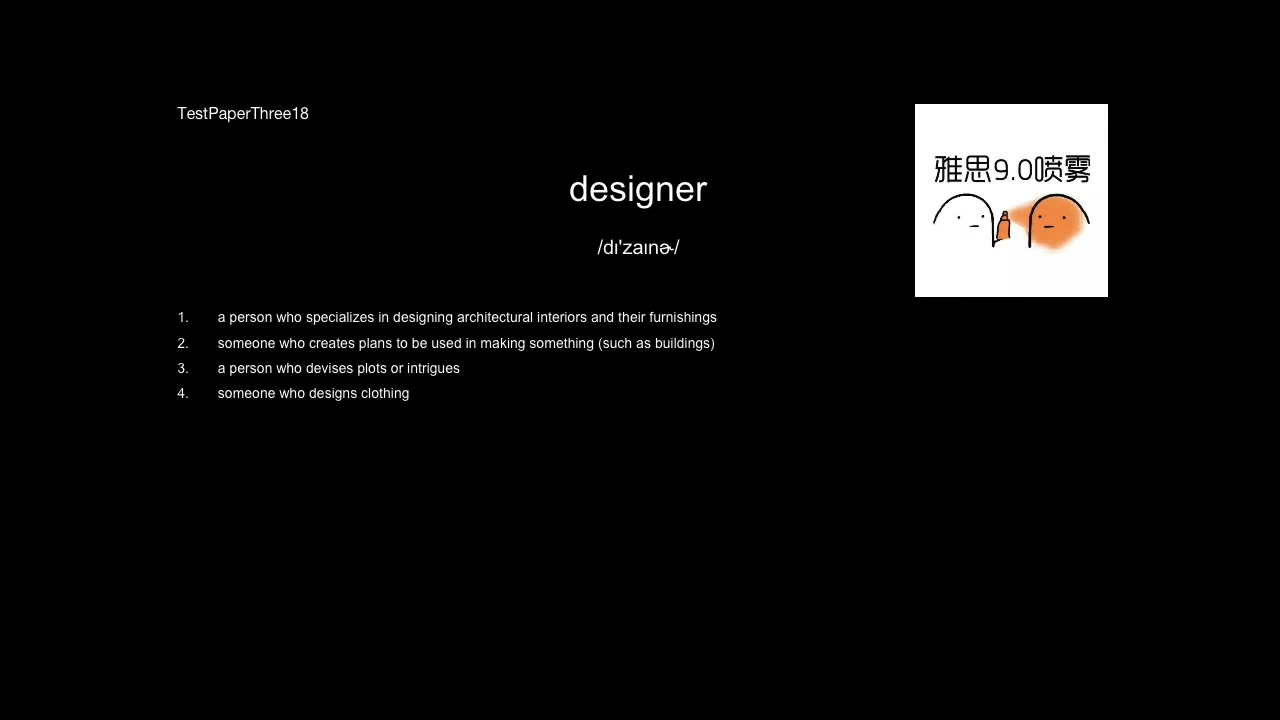 TestPaperThree18
雅思9.0喷雾
designer
/dɪ'zaɪnɚ/
1. a person who specializes in designing architectural interiors and their furnishings
2. someone who creates plans to be used in making something (such as buildings)
3. a person who devises plots or intrigues
4. someone who designs clothing